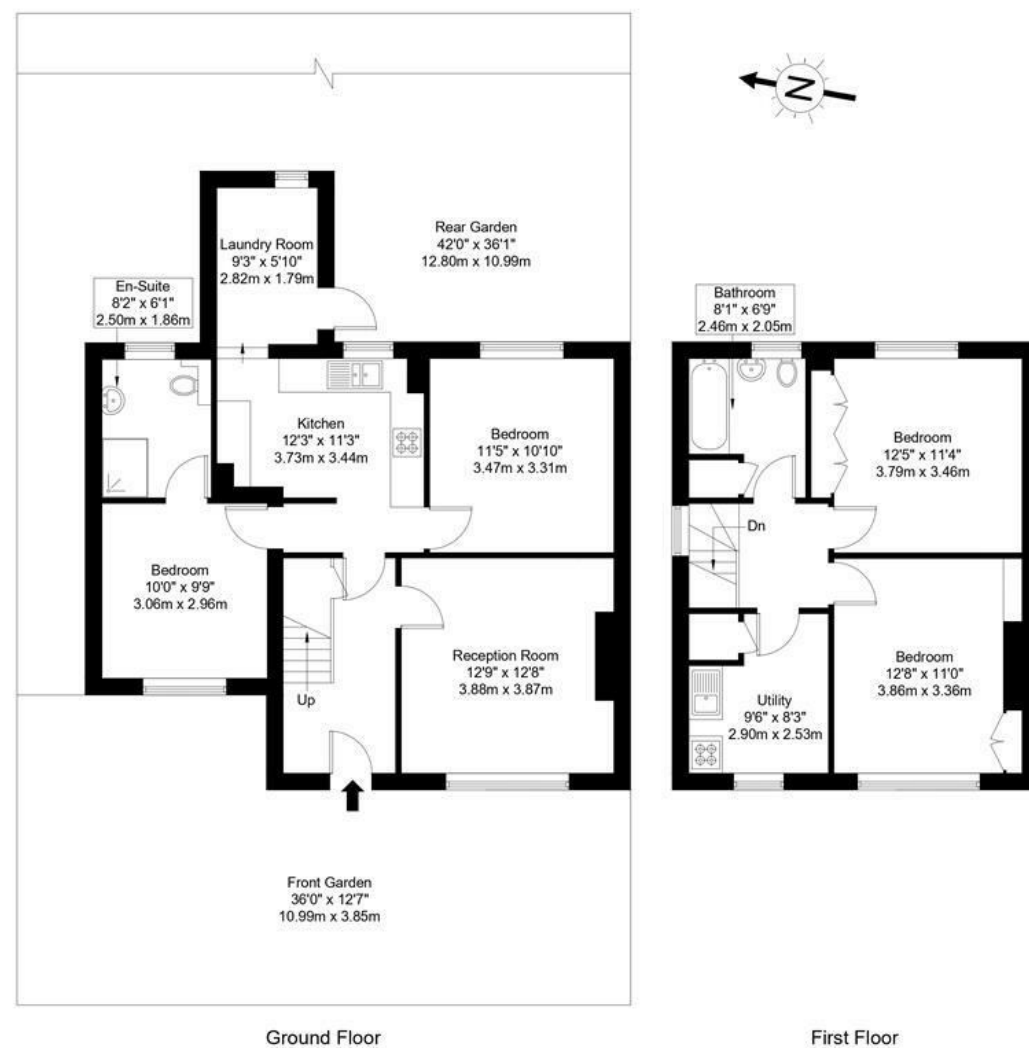 N
Rear Garden
42'0" x 36'1"
12.80m x 10.99m
Laundry Room
9'3" x 5'10"
2.82m x 1.79m
En-Suite
8'2" x 6'1"
2.50m x 1.86m
Kitchen
12'3" x 11'3"
3.73m x 3.44m
Bedroom
11'5" x 10'10"
3.47m x 3.31m
Bedroom
10'0" x 9'9"
3.06m x 2.96m
Reception Room
12'9" x 12'8"
3.88m x 3.87m
Up
Front Garden
36'0" x 12'7"
10.99m x 3.85m
Ground Floor
Bathroom
8'1" x 6'9"
2.46m x 2.05m
Bedroom
12'5" x 11'4"
3.79m x 3.46m
Dn
Bedroom
12'8" x 11'0"
3.86m x 3.36m
Utility
9'6" x 8'3"
2.90m x 2.53m
First Floor